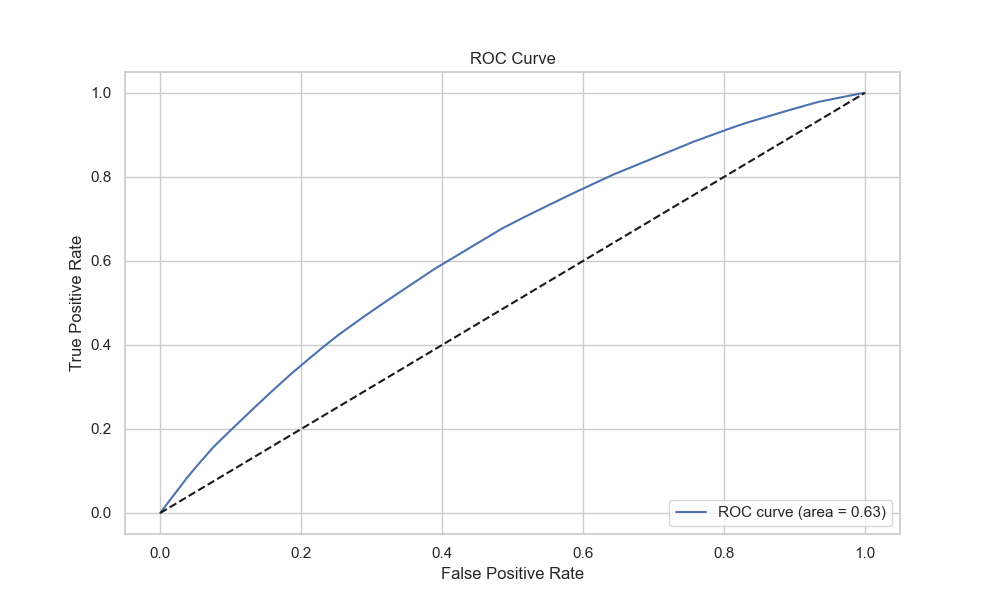 ROC Curve
True Positive Rate
1.0
0.8
0.6
0.4
0.2
0.0
ROC curve (area = 0.63)
0.0 0.2 0.4 0.6 0.8 1.0
False Positive Rate